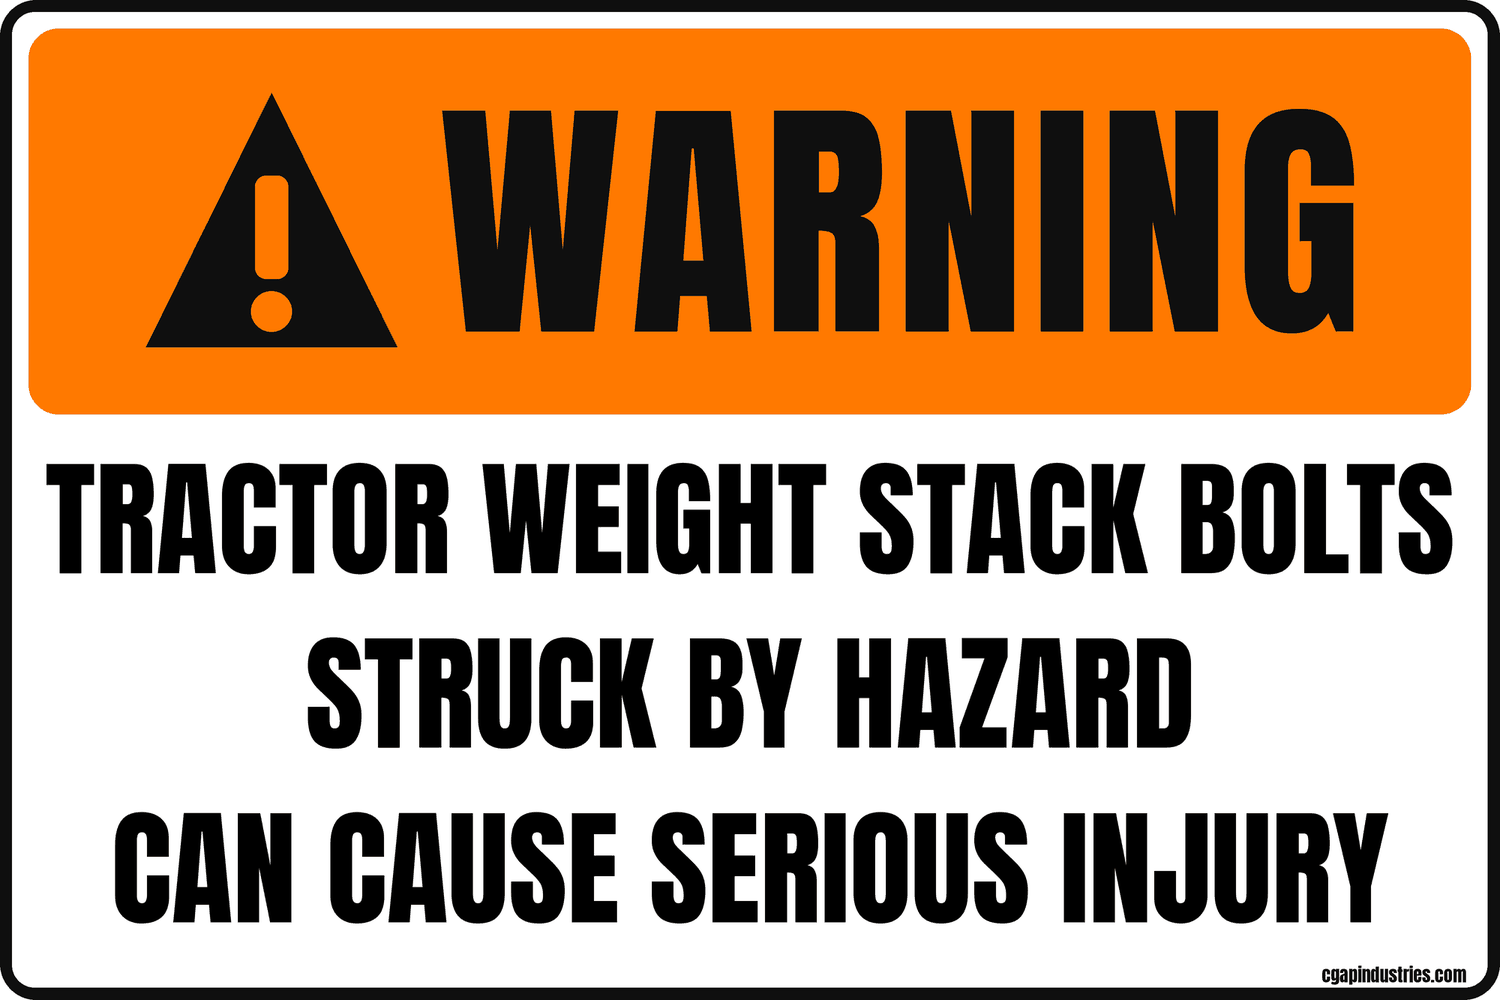 WARNING
TRACTOR WEIGHT STACK BOLTS
STRUCK BY HAZARD
CAN CAUSE SERIOUS INJURY
cgapindustries.com